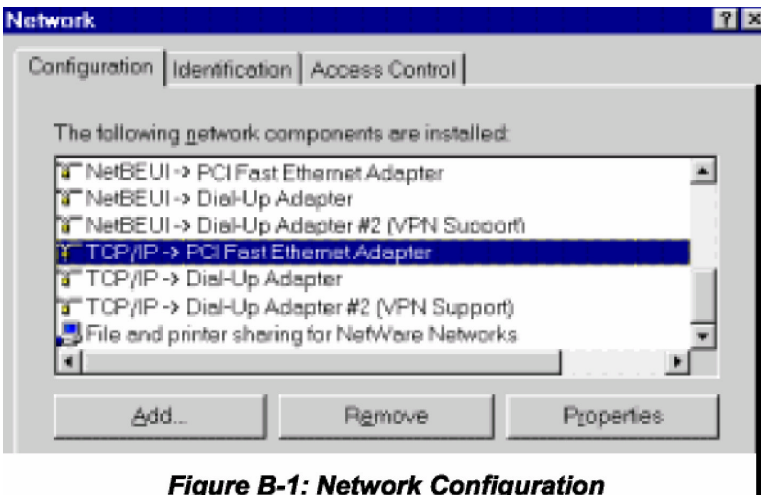 Network
Configuration Identification Access Control
The following network components are installed:
NetBEUI -> PCI Fast Ethernet Adapter
NetBEUI -> Dial-Up Adapter
NetBEUI -> Dial-Up Adapter #2 (VPN Support)
TCP/IP -> PCI Fast Ethernet Adapter
TCP/IP -> Dial-Up Adapter
TCP/IP -> Dial-Up Adapter #2 (VPN Support)
File and printer sharing for NetWare Networks
Add... Remove Properties
Figure B-1: Network Configuration